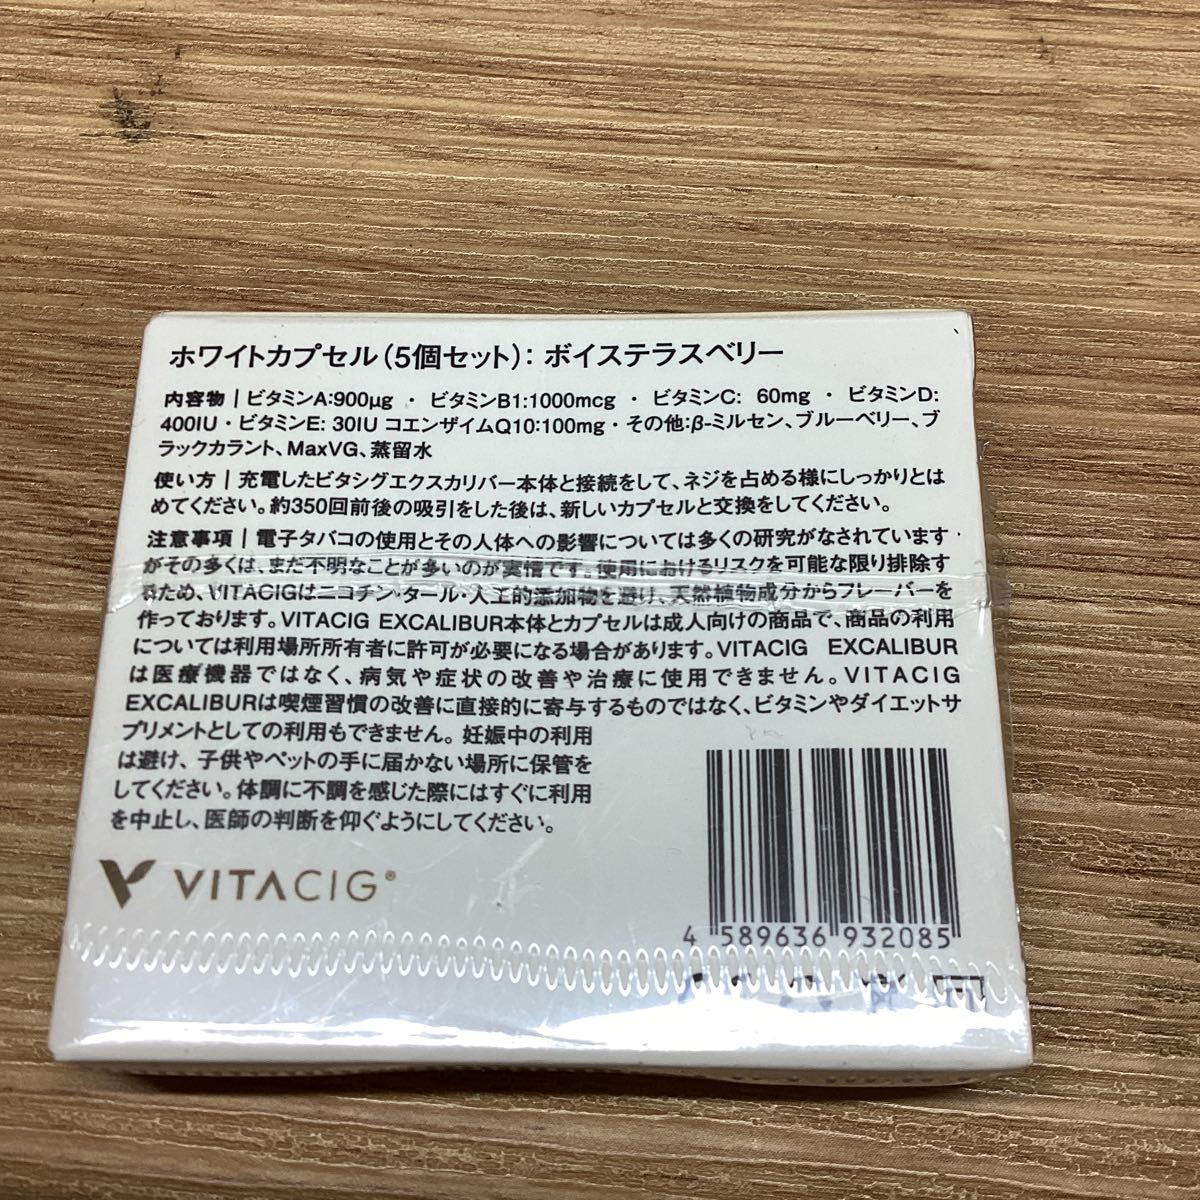 ホワイトカプセル(5個セット): ボイステラスベリー
内容物 | ビタミンA:900μg ・ ビタミンB1:1000mcg ・ ビタミンC: 60mg ・ ビタミンD:
400IU・ビタミンE: 30IU コエンザイムQ10:100mg・その他:β-ミルセン、ブルーベリー、ブ
ラックカラント、MaxVG、蒸留水
使い方 | 充電したビタシグエクスカリバー本体と接続をして、ネジを占める様にしっかりとは
めてください。約350回前後の吸引をした後は、新しいカプセルと交換をしてください。
注意事項 | 電子タバコの使用とその人体への影響については多くの研究がなされています
がその多くは、まだ不明なことが多いのが実情です。使用におけるリスクを可能な限り排除す
るため、VITACIGはニコチン・タール・人工的添加物を避け、天然植物成分からフレーバーを
作っております。VITACIG EXCALIBUR本体とカプセルは成人向けの商品で、商品の利用
については利用場所所有者に許可が必要になる場合があります。VITACIG EXCALIBUR
は医療機器ではなく、病気や症状の改善や治療に使用できません。VITACIG
EXCALIBURは喫煙習慣の改善に直接的に寄与するものではなく、ビタミンやダイエットサ
プリメントとしての利用もできません。妊娠中の利用
は避け、子供やペットの手に届かない場所に保管を
してください。体調に不調を感じた際にはすぐに利用
を中止し、医師の判断を仰ぐようにしてください。
VITACIG®
4 589636 932085